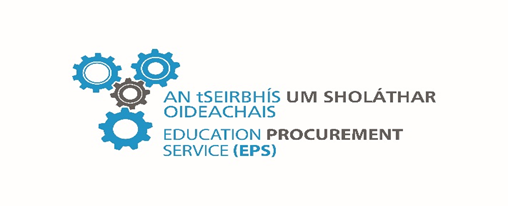 AN tSEIRBHÍS UM SHOLÁTHAR
OIDEACHAIS
EDUCATION PROCUREMENT
SERVICE (EPS)